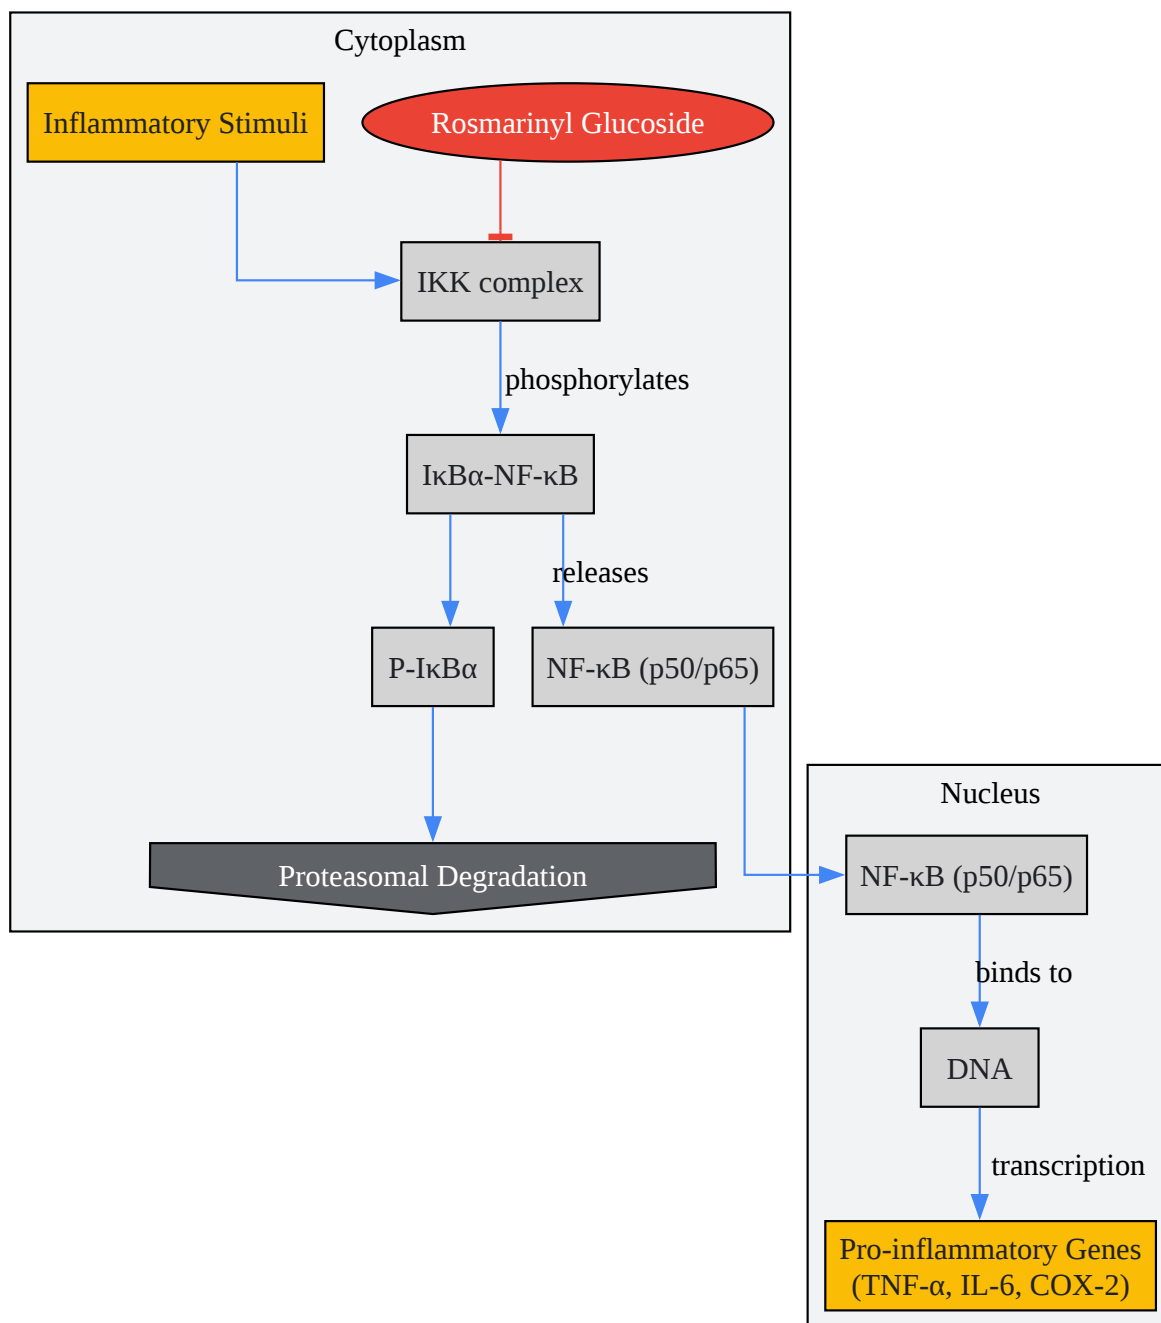 Cytoplasm
Inflammatory Stimuli
Rosmarinyl Glucoside
IKK complex
phosphorylates
IκBα-NF-κB
releases
P-IκBα
NF-κB (p50/p65)
Proteasomal Degradation
Nucleus
NF-κB (p50/p65)
binds to
DNA
transcription
Pro-inflammatory Genes
(TNF-α, IL-6, COX-2)